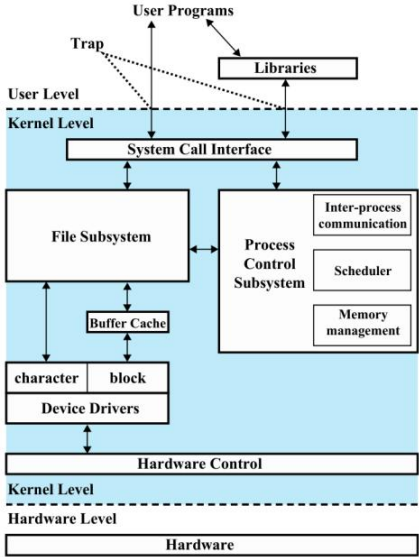 User Programs
Trap
Libraries
User Level
Kernel Level
System Call Interface
File Subsystem
Process
Control
Subsystem
Inter-process
communication
Scheduler
Memory
management
Buffer Cache
character
block
Device Drivers
Hardware Control
Kernel Level
Hardware Level
Hardware